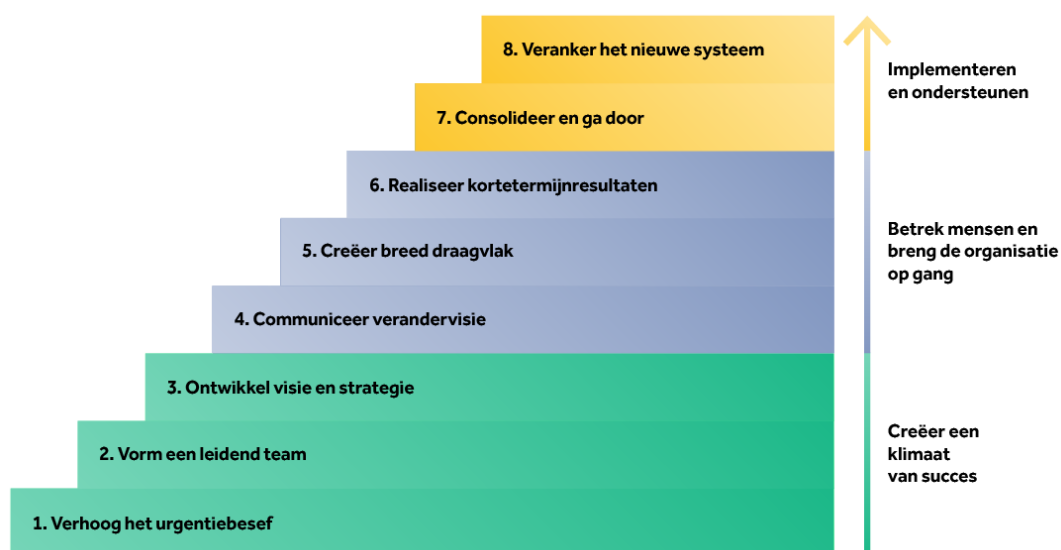 8. Veranker het nieuwe systeem
7. Consolideer en ga door
Implementeren
en ondersteunen
6. Realiseer kortetermijnresultaten
5. Creëer breed draagvlak
4. Communiceer verandervisie
Betrek mensen en
breng de organisatie
op gang
3. Ontwikkel visie en strategie
2. Vorm een leidend team
1. Verhoog het urgentiebesef
Creëer een
klimaat
van succes